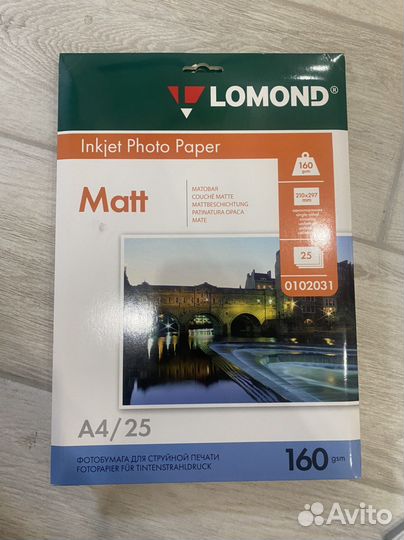 LOMOND®
Inkjet Photo Paper
160
gsm
Matt
МАТОВАЯ
COUCHÉ MATTE
MATTBESCHICHTUNG
PATINATURA OPACA
MATE
210x297
mm
25
0102031
A4/25
ФОТОБУМАГА ДЛЯ СТРУЙНОЙ ПЕЧАТИ
FOTOPAPIER FÜR TINTENSTRAHLDRUCK
160 gsm
Avito